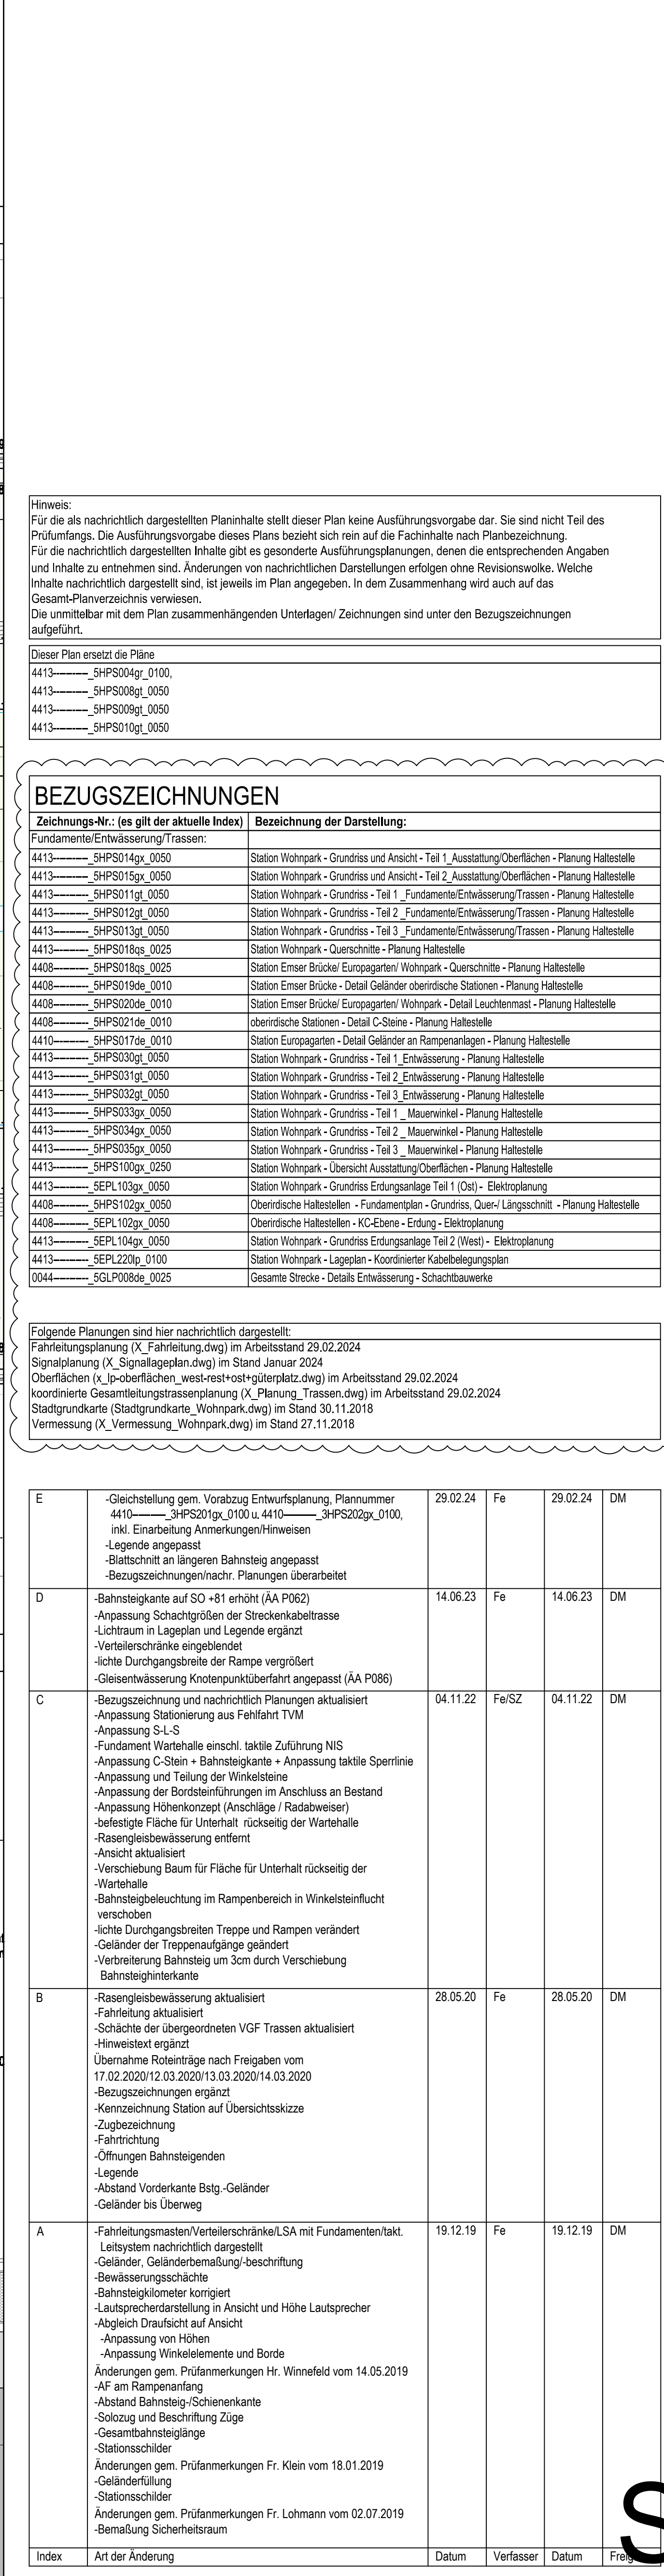 Hinweis:
Für die als nachrichtlich dargestellten Planinhalte stellt dieser Plan keine Ausführungsvorgabe dar. Sie sind nicht Teil des
Prüfumfangs. Die Ausführungsvorgabe dieses Plans bezieht sich rein auf die Fachinhalte nach Planbezeichnung.
Für die nachrichtlich dargestellten Inhalte gibt es gesonderte Ausführungsplanungen, denen die entsprechenden Angaben
und Inhalte zu entnehmen sind. Änderungen von nachrichtlichen Darstellungen erfolgen ohne Revisionswolke. Welche
Inhalte nachrichtlich dargestellt sind, ist jeweils im Plan angegeben. In dem Zusammenhang wird auch auf das
Gesamt-Planverzeichnis verwiesen.
Die unmittelbar mit dem Plan zusammenhängenden Unterlagen/ Zeichnungen sind unter den Bezugszeichnungen
aufgeführt.
Dieser Plan ersetzt die Pläne
4413----------_5HPS004gr_0100,
4413----------_5HPS008gt_0050
4413----------_5HPS009gt_0050
4413----------_5HPS010gt_0050
BEZUGSZEICHNUNGEN
Zeichnungs-Nr.: (es gilt der aktuelle Index) Bezeichnung der Darstellung:
Fundamente/Entwässerung/Trassen:
4413----------_5HPS014gx_0050 Station Wohnpark - Grundriss und Ansicht - Teil 1_Ausstattung/Oberflächen - Planung Haltestelle
4413----------_5HPS015gx_0050 Station Wohnpark - Grundriss und Ansicht - Teil 2_Ausstattung/Oberflächen - Planung Haltestelle
4413----------_5HPS011gt_0050 Station Wohnpark - Grundriss - Teil 1 _Fundamente/Entwässerung/Trassen - Planung Haltestelle
4413----------_5HPS012gt_0050 Station Wohnpark - Grundriss - Teil 2 _Fundamente/Entwässerung/Trassen - Planung Haltestelle
4413----------_5HPS013gt_0050 Station Wohnpark - Grundriss - Teil 3 _Fundamente/Entwässerung/Trassen - Planung Haltestelle
4413----------_5HPS018qs_0025 Station Wohnpark - Querschnitte - Planung Haltestelle
4408----------_5HPS018qs_0025 Station Emser Brücke/ Europagarten/ Wohnpark - Querschnitte - Planung Haltestelle
4408----------_5HPS019de_0010 Station Emser Brücke - Detail Geländer oberirdische Stationen - Planung Haltestelle
4408----------_5HPS020de_0010 Station Emser Brücke/ Europagarten/ Wohnpark - Detail Leuchtenmast - Planung Haltestelle
4408----------_5HPS021de_0010 oberirdische Stationen - Detail C-Steine - Planung Haltestelle
4410----------_5HPS017de_0010 Station Europagarten - Detail Geländer an Rampenanlagen - Planung Haltestelle
4413----------_5HPS030gt_0050 Station Wohnpark - Grundriss - Teil 1_Entwässerung - Planung Haltestelle
4413----------_5HPS031gt_0050 Station Wohnpark - Grundriss - Teil 2_Entwässerung - Planung Haltestelle
4413----------_5HPS032gt_0050 Station Wohnpark - Grundriss - Teil 3_Entwässerung - Planung Haltestelle
4413----------_5HPS033gx_0050 Station Wohnpark - Grundriss - Teil 1 _ Mauerwinkel - Planung Haltestelle
4413----------_5HPS034gx_0050 Station Wohnpark - Grundriss - Teil 2 _ Mauerwinkel - Planung Haltestelle
4413----------_5HPS035gx_0050 Station Wohnpark - Grundriss - Teil 3 _ Mauerwinkel - Planung Haltestelle
4413----------_5HPS100gx_0250 Station Wohnpark - Übersicht Ausstattung/Oberflächen - Planung Haltestelle
4413----------_5EPL103gx_0050 Station Wohnpark - Grundriss Erdungsanlage Teil 1 (Ost) - Elektroplanung
4408----------_5HPS102gx_0050 Oberirdische Haltestellen - Fundamentplan - Grundriss, Quer-/ Längsschnitt - Planung Haltestelle
4408----------_5EPL102gx_0050 Oberirdische Haltestellen - KC-Ebene - Erdung - Elektroplanung
4413----------_5EPL104gx_0050 Station Wohnpark - Grundriss Erdungsanlage Teil 2 (West) - Elektroplanung
4413----------_5EPL220lp_0100 Station Wohnpark - Lageplan - Koordinierter Kabelbelegungsplan
0044----------_5GLP008de_0025 Gesamte Strecke - Details Entwässerung - Schachtbauwerke
Folgende Planungen sind hier nachrichtlich dargestellt:
Fahrleitungsplanung (X_Fahrleitung.dwg) im Arbeitsstand 29.02.2024
Signalplanung (X_Signallageplan.dwg) im Stand Januar 2024
Oberflächen (x_lp-oberflächen_west-rest+ost+güterplatz.dwg) im Arbeitsstand 29.02.2024
koordinierte Gesamtleitungstrassenplanung (X_Planung_Trassen.dwg) im Arbeitsstand 29.02.2024
Stadtgrundkarte (Stadtgrundkarte_Wohnpark.dwg) im Stand 30.11.2018
Vermessung (X_Vermessung_Wohnpark.dwg) im Stand 27.11.2018
E -Gleichstellung gem. Vorabzug Entwurfsplanung, Plannummer 29.02.24 Fe 29.02.24 DM
4410----------_3HPS201gx_0100 u. 4410----------_3HPS202gx_0100,
inkl. Einarbeitung Anmerkungen/Hinweisen
-Legende angepasst
-Blattschnitt an längeren Bahnsteig angepasst
-Bezugszeichnungen/nachr. Planungen überarbeitet
D -Bahnsteigkante auf SO +81 erhöht (ÄA P062) 14.06.23 Fe 14.06.23 DM
-Anpassung Schachtgrößen der Streckenkabeltrasse
-Lichtraum in Lageplan und Legende ergänzt
-Verteilerschränke eingeblendet
-lichte Durchgangsbreite der Rampe vergrößert
-Gleisentwässerung Knotenpunktüberfahrt angepasst (ÄA P086)
C -Bezugszeichnung und nachrichtlich Planungen aktualisiert 04.11.22 Fe/SZ 04.11.22 DM
-Anpassung Stationierung aus Fehlfahrt TVM
-Anpassung S-L-S
-Fundament Wartehalle einschl. taktile Zuführung NIS
-Anpassung C-Stein + Bahnsteigkante + Anpassung taktile Sperrlinie
-Anpassung und Teilung der Winkelsteine
-Anpassung der Bordsteinführungen im Anschluss an Bestand
-Anpassung Höhenkonzept (Anschläge / Radabweiser)
-befestigte Fläche für Unterhalt rückseitig der Wartehalle
-Rasengleisbewässerung entfernt
-Ansicht aktualisiert
-Verschiebung Baum für Fläche für Unterhalt rückseitig der
-Wartehalle
-Bahnsteigbeleuchtung im Rampenbereich in Winkelsteinflucht
verschoben
-lichte Durchgangsbreiten Treppe und Rampen verändert
-Geländer der Treppenaufgänge geändert
-Verbreiterung Bahnsteig um 3cm durch Verschiebung
Bahnsteighinterkante
B -Rasengleisbewässerung aktualisiert 28.05.20 Fe 28.05.20 DM
-Fahrleitung aktualisiert
-Schächte der übergeordneten VGF Trassen aktualisiert
-Hinweistext ergänzt
Übernahme Roteinträge nach Freigaben vom
17.02.2020/12.03.2020/13.03.2020/14.03.2020
-Bezugszeichnungen ergänzt
-Kennzeichnung Station auf Übersichtsskizze
-Zugbezeichnung
-Fahrtrichtung
-Öffnungen Bahnsteigenden
-Legende
-Abstand Vorderkante Bstg.-Geländer
-Geländer bis Überweg
A -Fahrleitungsmasten/Verteilerschränke/LSA mit Fundamenten/takt. 19.12.19 Fe 19.12.19 DM
Leitsystem nachrichtlich dargestellt
-Geländer, Geländerbemaßung/-beschriftung
-Bewässerungsschächte
-Bahnsteigkilometer korrigiert
-Lautsprecherdarstellung in Ansicht und Höhe Lautsprecher
-Abgleich Draufsicht auf Ansicht
-Anpassung von Höhen
-Anpassung Winkelelemente und Borde
Änderungen gem. Prüfanmerkungen Hr. Winnefeld vom 14.05.2019
-AF am Rampenanfang
-Abstand Bahnsteig-/Schienenkante
-Solozug und Beschriftung Züge
-Gesamtbahnsteiglänge
-Stationsschilder
Änderungen gem. Prüfanmerkungen Fr. Klein vom 18.01.2019
-Geländerfüllung
-Stationsschilder
Änderungen gem. Prüfanmerkungen Fr. Lohmann vom 02.07.2019
-Bemaßung Sicherheitsraum
Index Art der Änderung Datum Verfasser Datum